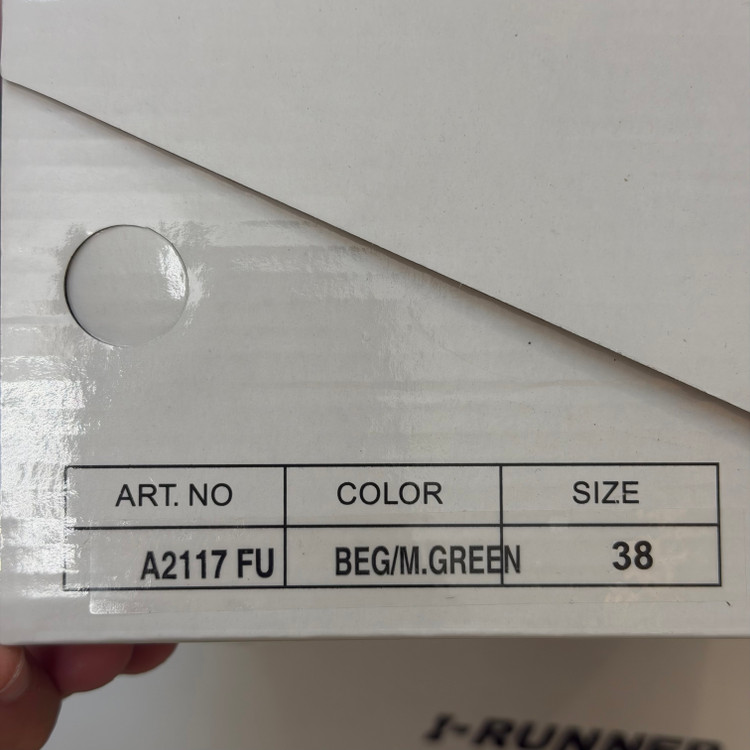 ART. NO COLOR SIZE
A2117 FU BEG/M.GREEN 38
I-RUNNER